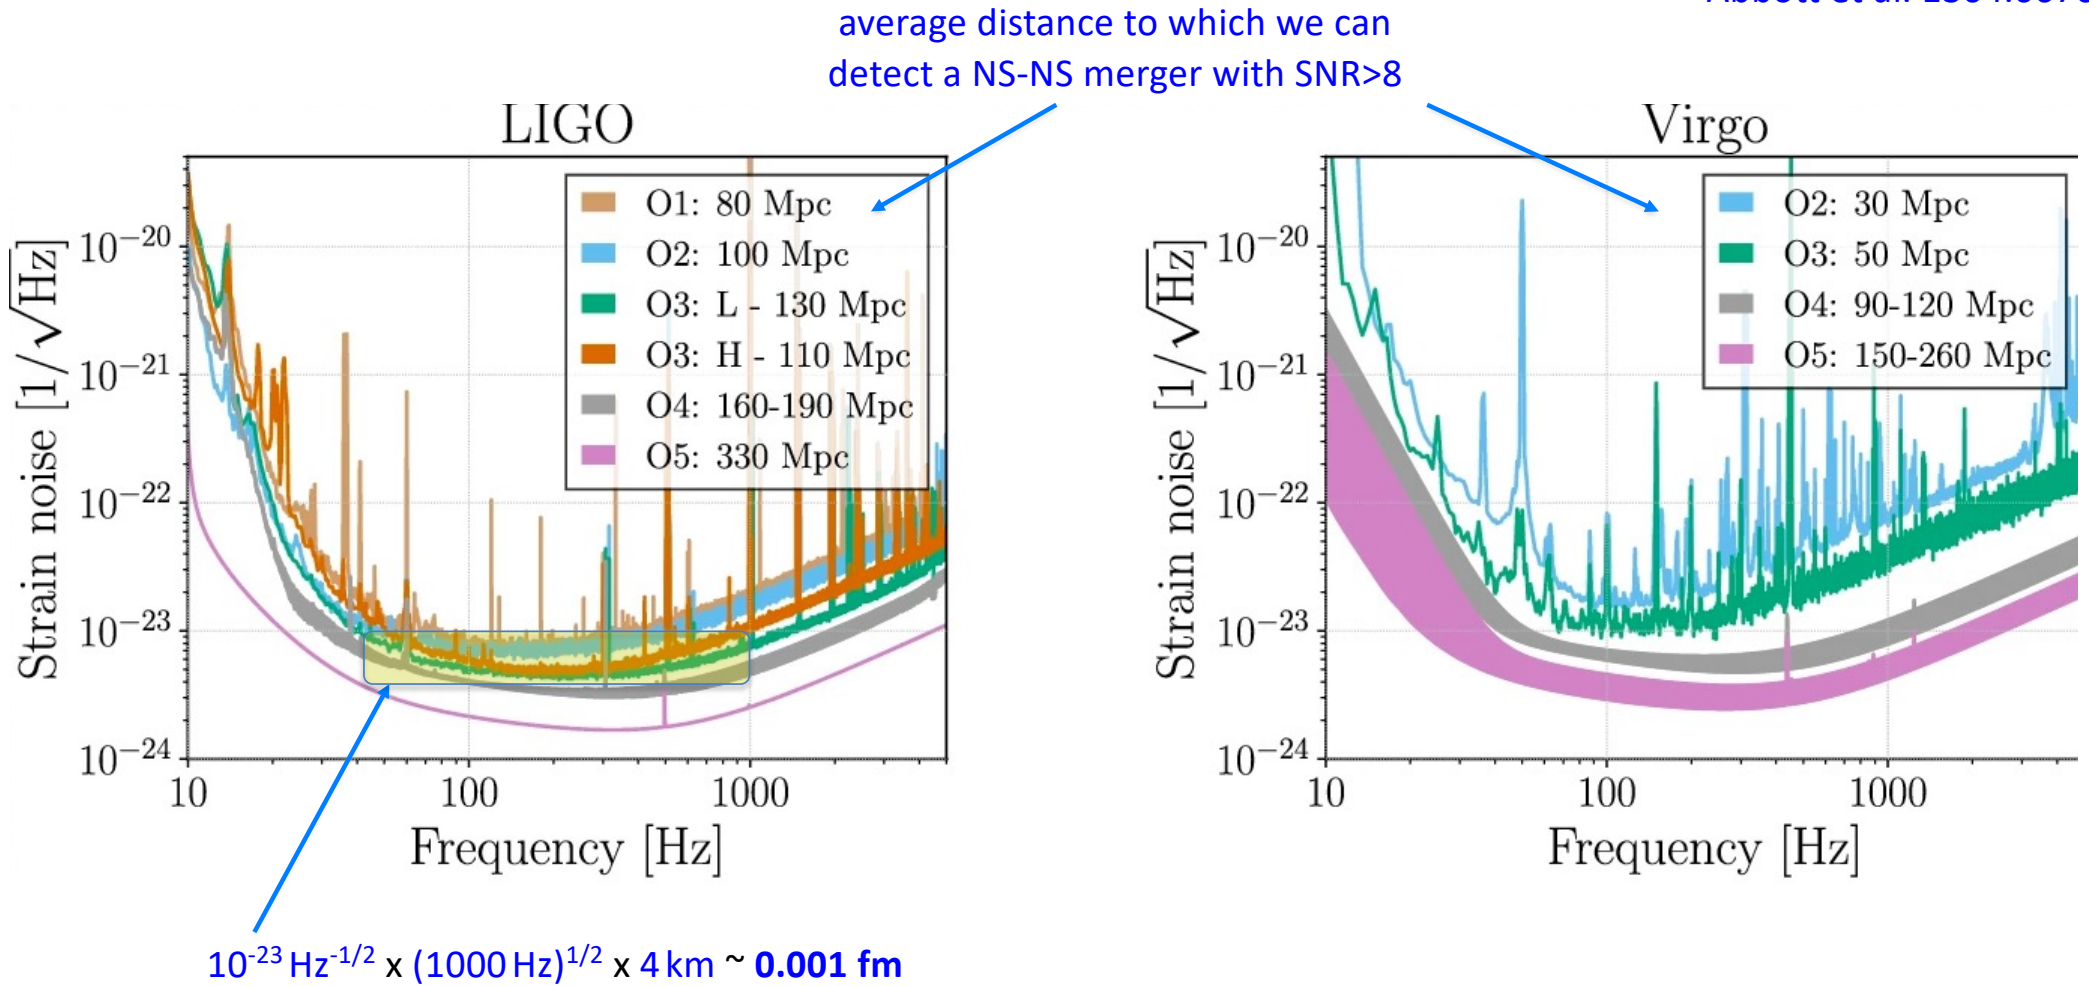 average distance to which we can
detect a NS-NS merger with SNR>8
LIGO
Strain noise [1/√Hz]
10⁻²⁰
10⁻²¹
10⁻²²
10⁻²³
10⁻²⁴
O1: 80 Mpc
O2: 100 Mpc
O3: L - 130 Mpc
O3: H - 110 Mpc
O4: 160-190 Mpc
O5: 330 Mpc
10 100 1000
Frequency [Hz]
Virgo
Strain noise [1/√Hz]
10⁻²⁰
10⁻²¹
10⁻²²
10⁻²³
10⁻²⁴
O2: 30 Mpc
O3: 50 Mpc
O4: 90-120 Mpc
O5: 150-260 Mpc
10 100 1000
Frequency [Hz]
10⁻²³ Hz⁻¹/² x (1000 Hz)¹/² x 4 km ~ 0.001 fm